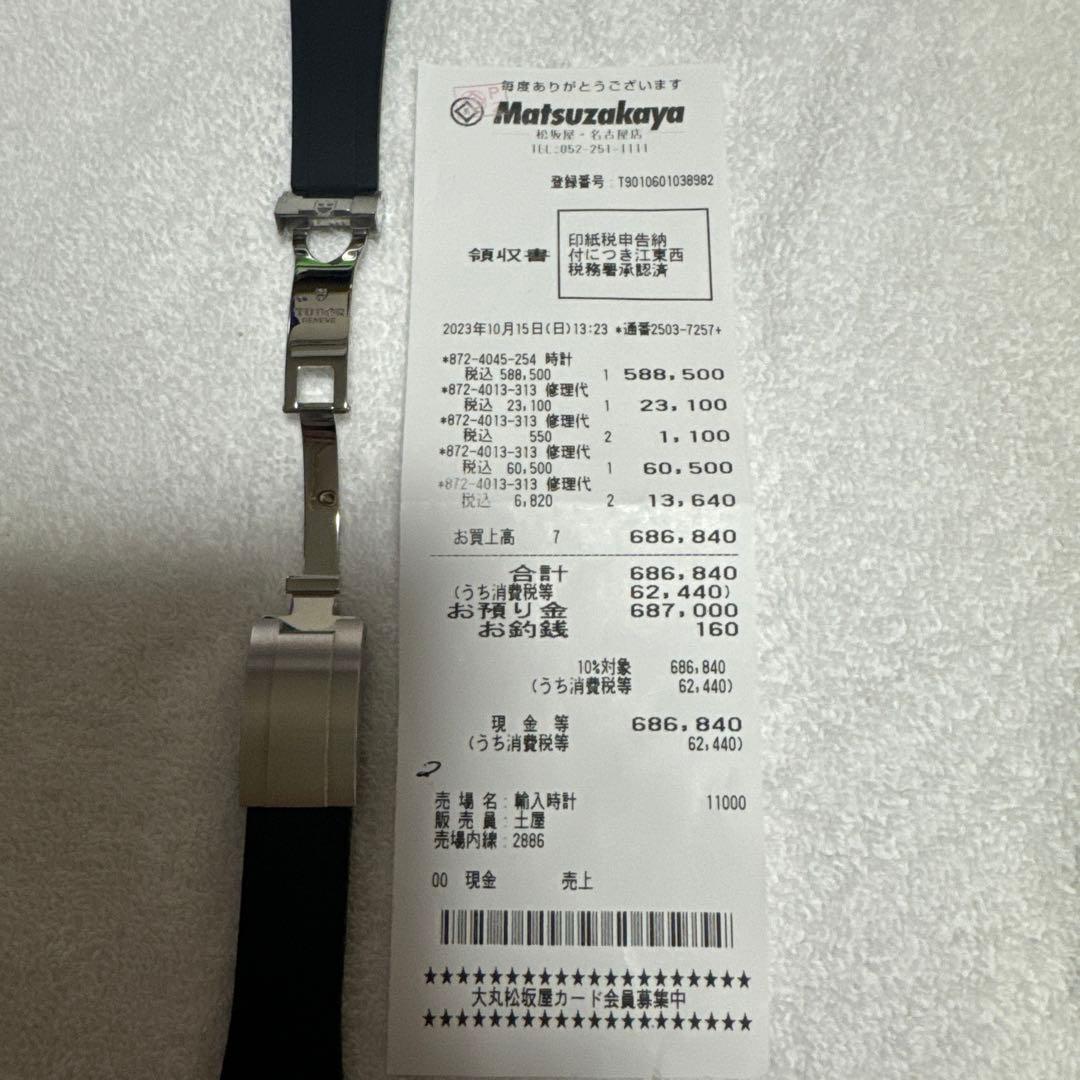 TUDOR
GENEVE
毎度ありがとうございます
Matsuzakaya
松坂屋・名古屋店
TEL:052-251-1111
登録番号:T9010601038982
領収書
印紙税申告納
付につき江東西
税務署承認済
2023年10月15日(日)13:23 *通番2503-7257+
*872-4045-254 時計
税込 588,500 1 588,500
*872-4013-313 修理代
税込 23,100 1 23,100
*872-4013-313 修理代
税込 550 2 1,100
*872-4013-313 修理代
税込 60,500 1 60,500
*872-4013-313 修理代
税込 6,820 2 13,640
お買上高 7 686,840
合計 686,840
(うち消費税等 62,440)
お預り金 687,000
お釣銭 160
10%対象 686,840
(うち消費税等 62,440)
現金等 686,840
(うち消費税等 62,440)
売場名:輸入時計 11000
販売員:土屋
売場内線:2886
00 現金 売上
★★★★★★★★★★★★★★★★★★
大丸松坂屋カード会員募集中
★★★★★★★★★★★★★★★★★★